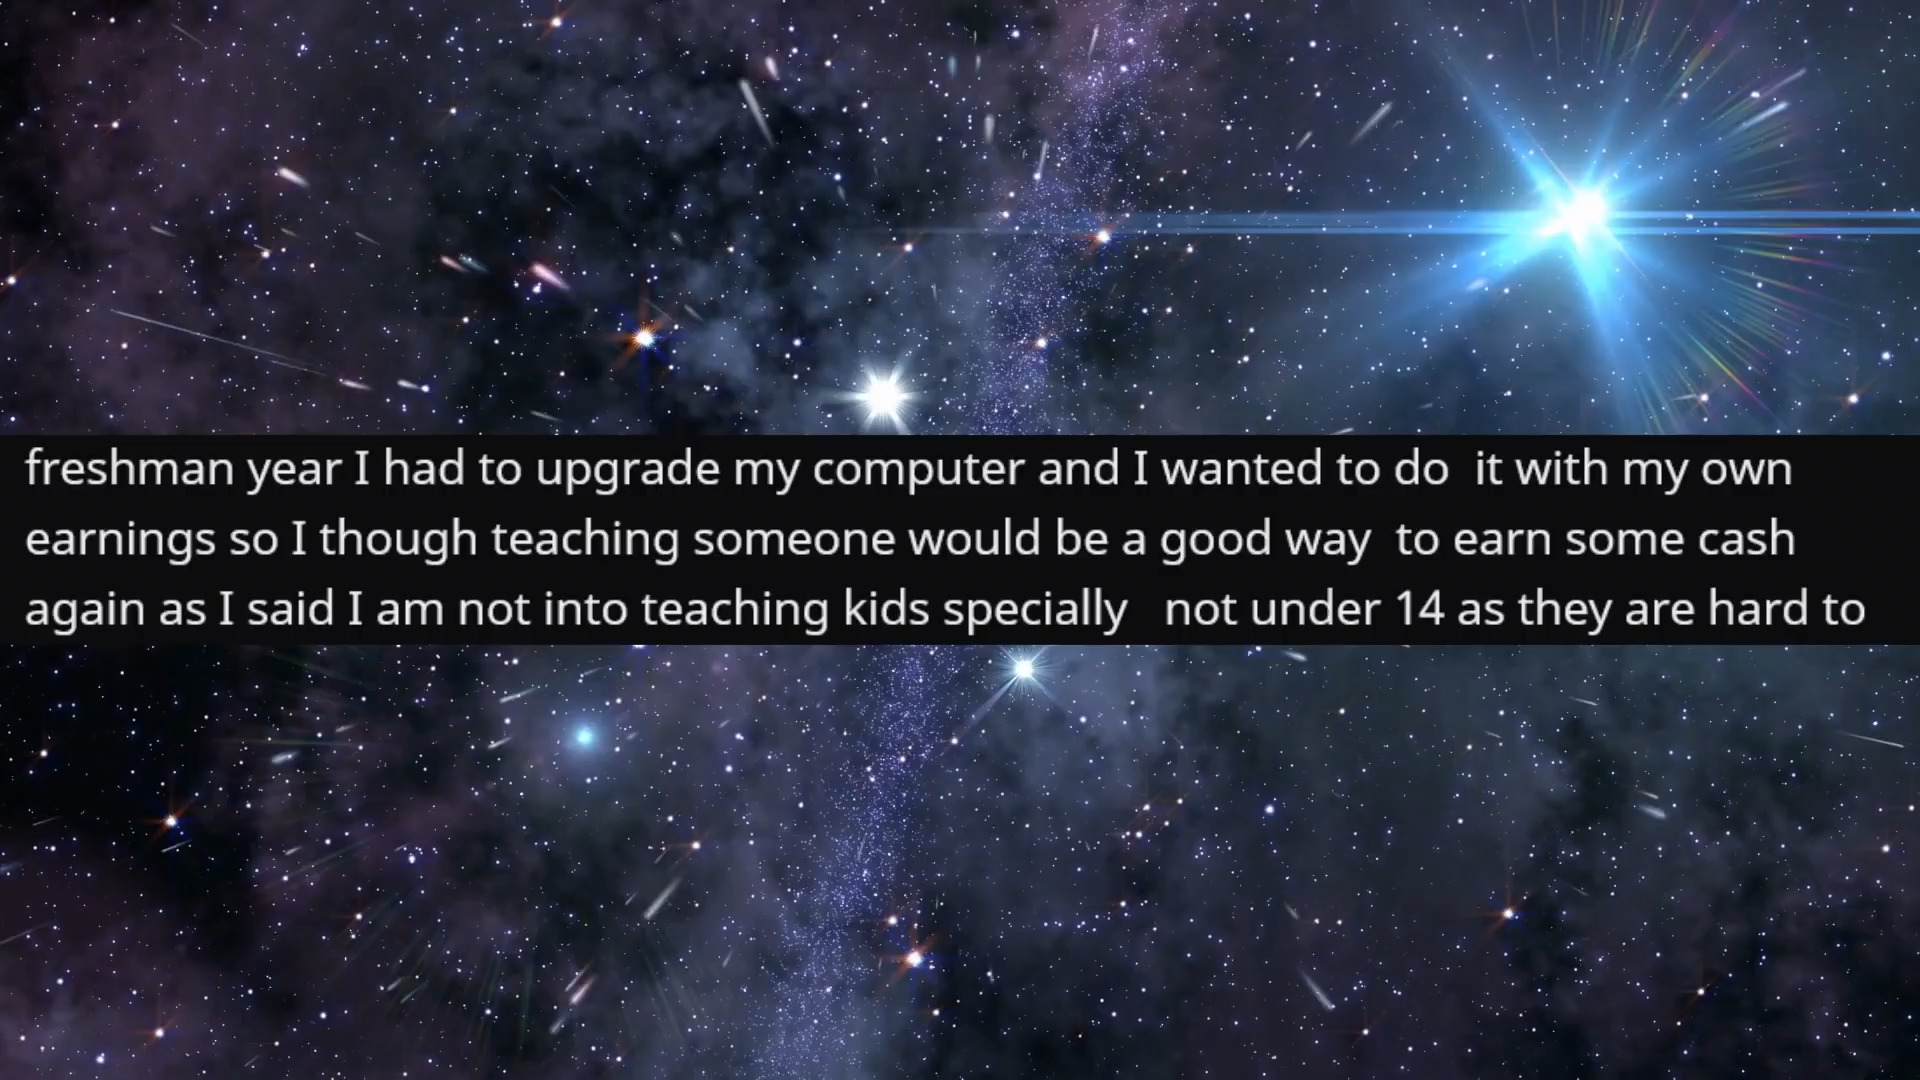 freshman year I had to upgrade my computer and I wanted to do  it with my own
earnings so I though teaching someone would be a good way  to earn some cash
again as I said I am not into teaching kids specially   not under 14 as they are hard to